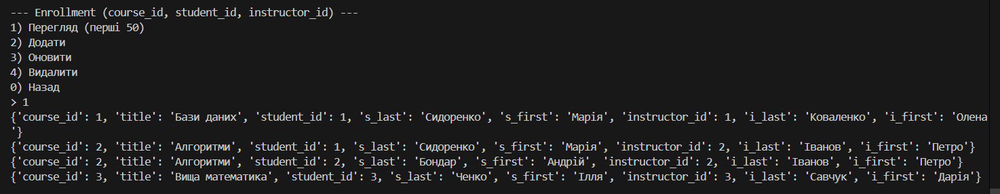 --- Enrollment (course_id, student_id, instructor_id) ---
1) Перегляд (перші 50)
2) Додати
3) Оновити
4) Видалити
0) Назад
> 1
{'course_id': 1, 'title': 'Бази даних', 'student_id': 1, 's_last': 'Сидоренко', 's_first': 'Марія', 'instructor_id': 1, 'i_last': 'Коваленко', 'i_first': 'Олена
'}
{'course_id': 2, 'title': 'Алгоритми', 'student_id': 1, 's_last': 'Сидоренко', 's_first': 'Марія', 'instructor_id': 2, 'i_last': 'Іванов', 'i_first': 'Петро'}
{'course_id': 2, 'title': 'Алгоритми', 'student_id': 2, 's_last': 'Бондар', 's_first': 'Андрій', 'instructor_id': 2, 'i_last': 'Іванов', 'i_first': 'Петро'}
{'course_id': 3, 'title': 'Вища математика', 'student_id': 3, 's_last': 'Ченко', 's_first': 'Ілля', 'instructor_id': 3, 'i_last': 'Савчук', 'i_first': 'Дарія'}